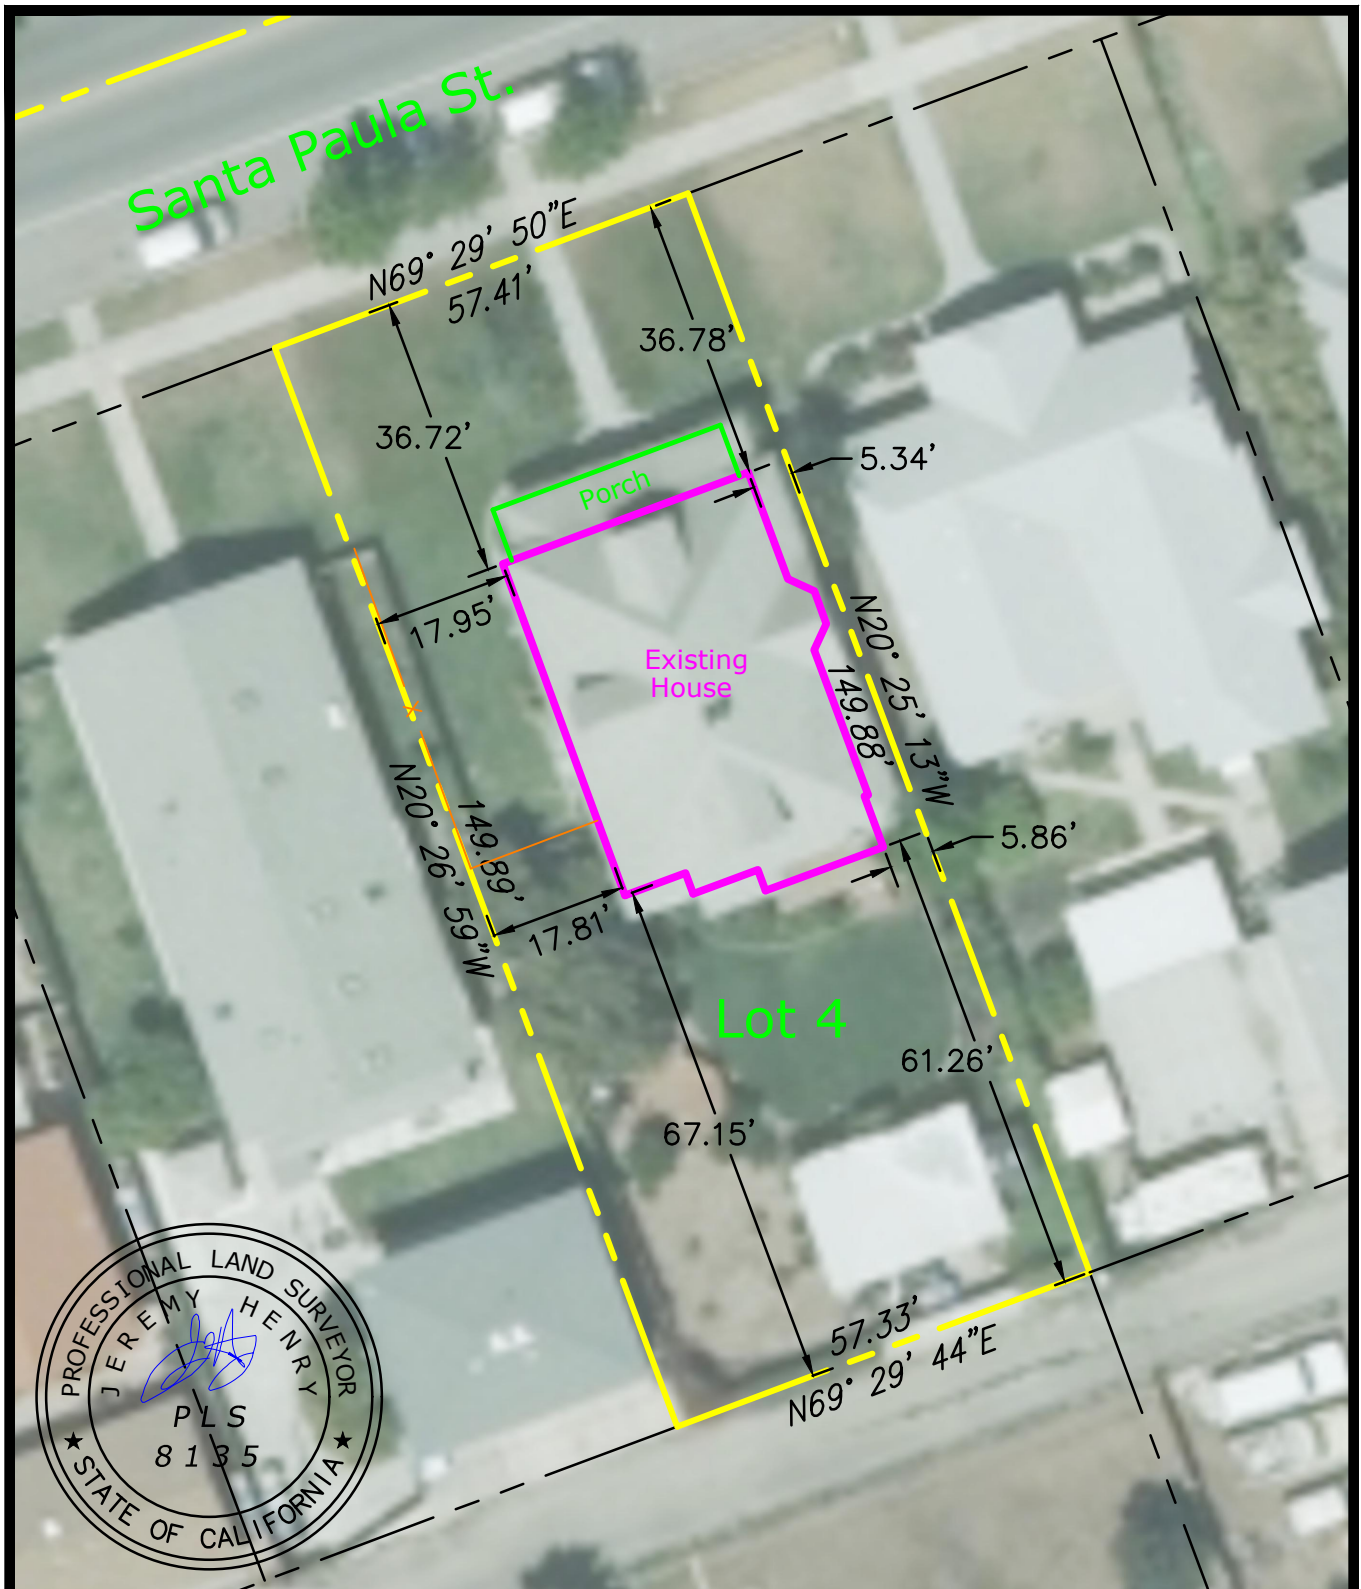 Santa Paula St.
N69° 29' 50"E
57.41'
36.78'
36.72'
5.34'
Porch
17.95'
Existing
House
N20° 25' 13"W
149.88'
N20° 26' 59"W
149.89'
5.86'
17.81'
Lot 4
61.26'
67.15'
57.33'
N69° 29' 44"E
PROFESSIONAL LAND SURVEYOR
JEREMY HENRY
PLS
8135
★ STATE OF CALIFORNIA ★